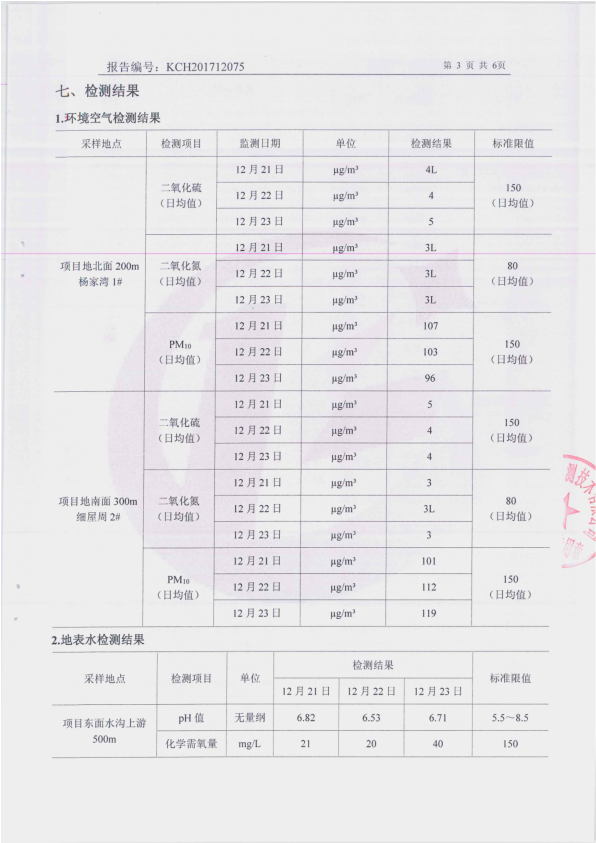 报告编号：KCH201712075 第 3 页 共 6页
七、检测结果
1.环境空气检测结果
采样地点 检测项目 监测日期 单位 检测结果 标准限值
项目地北面 200m
杨家湾 1#
二氧化硫
（日均值）
12 月 21 日 μg/m³ 4L
12 月 22 日 μg/m³ 4
12 月 23 日 μg/m³ 5
150
（日均值）
二氧化氮
（日均值）
12 月 21 日 μg/m³ 3L
12 月 22 日 μg/m³ 3L
12 月 23 日 μg/m³ 3L
80
（日均值）
PM10
（日均值）
12 月 21 日 μg/m³ 107
12 月 22 日 μg/m³ 103
12 月 23 日 μg/m³ 96
150
（日均值）
项目地南面 300m
细屋周 2#
二氧化硫
（日均值）
12 月 21 日 μg/m³ 5
12 月 22 日 μg/m³ 4
12 月 23 日 μg/m³ 4
150
（日均值）
二氧化氮
（日均值）
12 月 21 日 μg/m³ 3
12 月 22 日 μg/m³ 3L
12 月 23 日 μg/m³ 3
80
（日均值）
PM10
（日均值）
12 月 21 日 μg/m³ 101
12 月 22 日 μg/m³ 112
12 月 23 日 μg/m³ 119
150
（日均值）
2.地表水检测结果
采样地点 检测项目 单位 检测结果 标准限值
12 月 21 日 12 月 22 日 12 月 23 日
项目东面水沟上游
500m
pH 值 无量纲 6.82 6.53 6.71 5.5～8.5
化学需氧量 mg/L 21 20 40 150
测技术